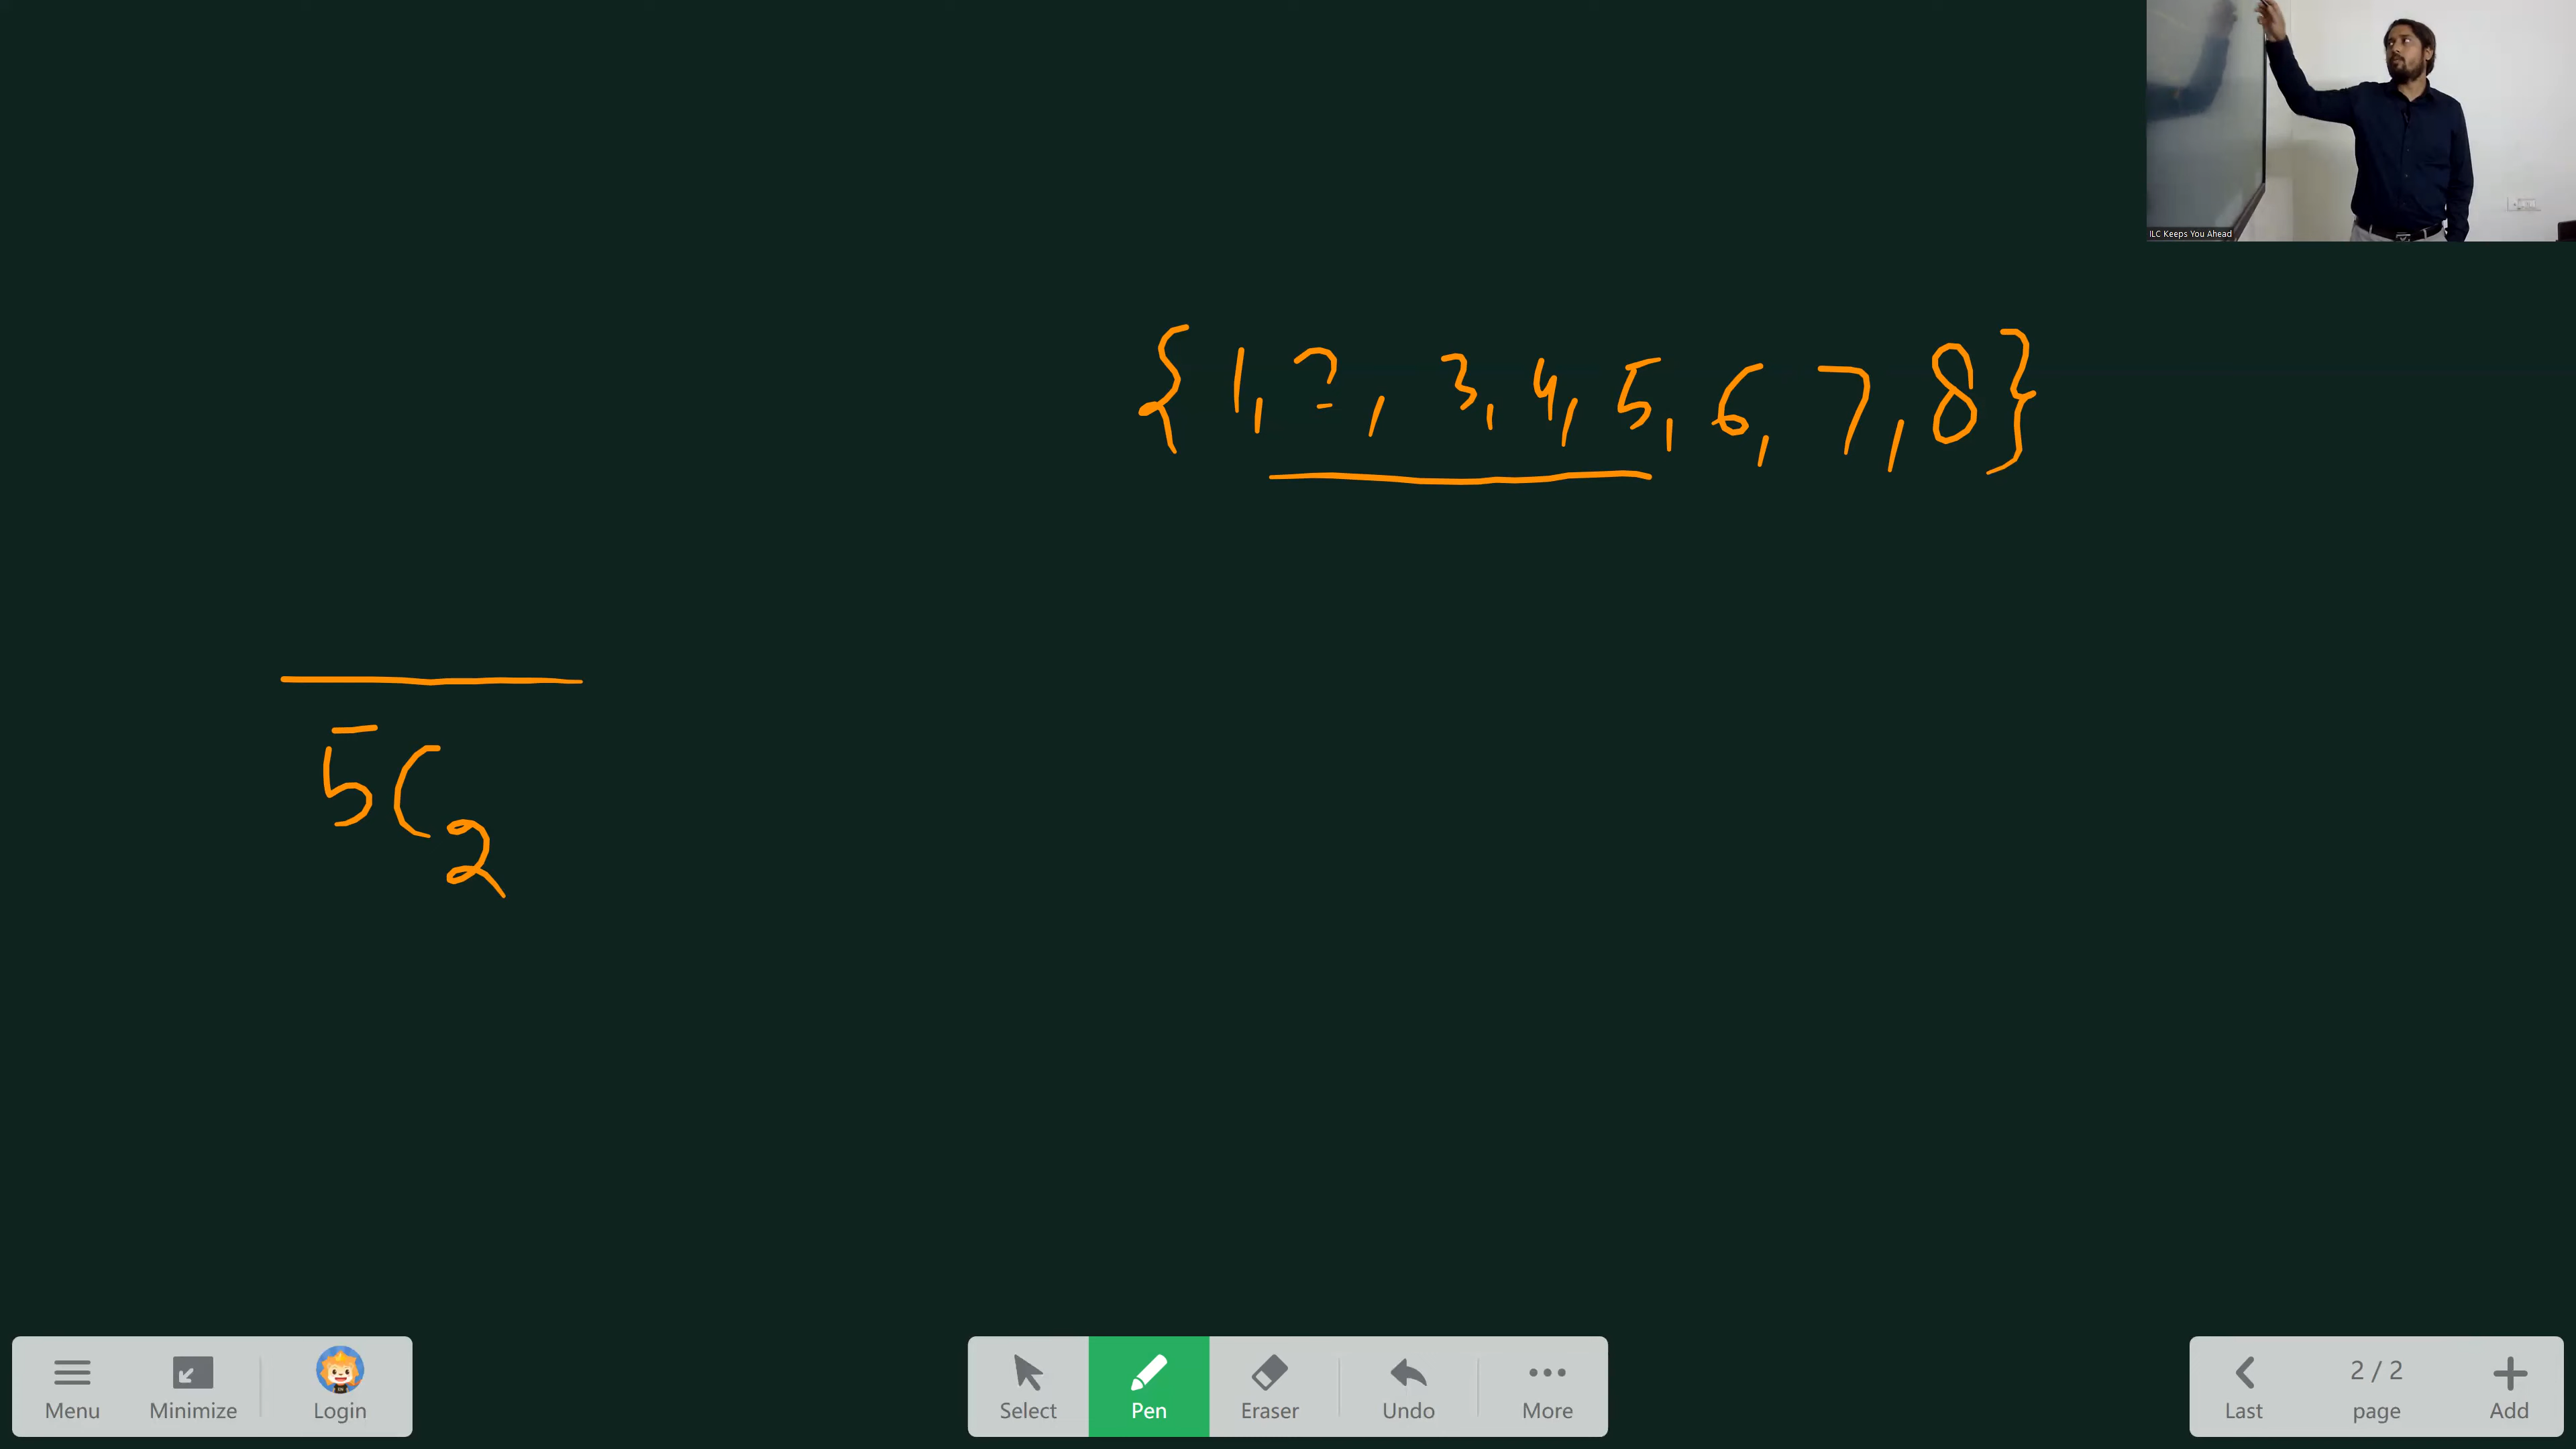 ILC Keeps You Ahead
{ 1, 2, 3, 4, 5, 6, 7, 8 }
5C2
Menu
Minimize
Login
Select
Pen
Eraser
Undo
More
Last
2 / 2
page
Add